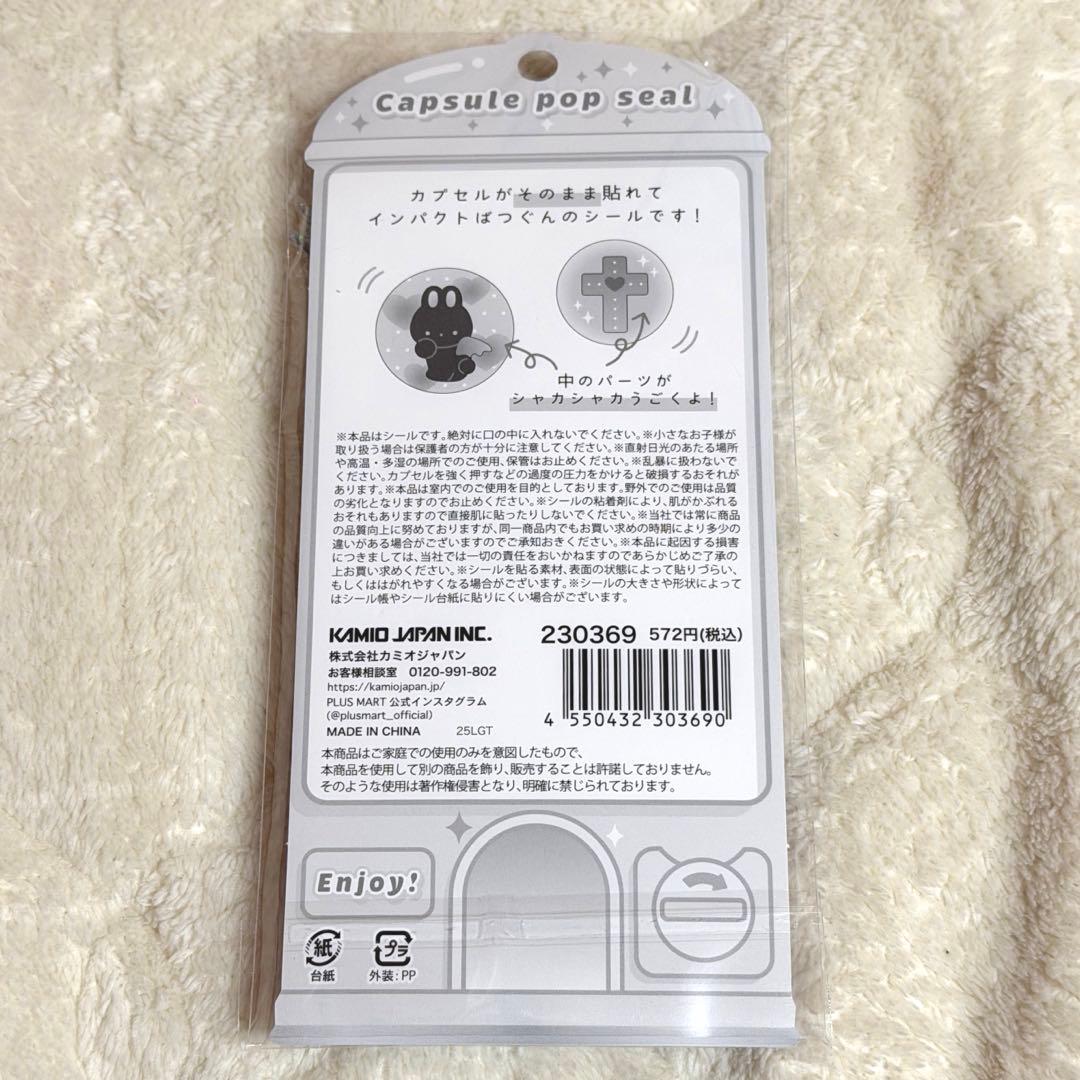 Capsule pop seal
カプセルがそのまま貼れて
インパクトばつぐんのシールです!
中のパーツが
シャカシャカうごくよ!
※本品はシールです。絶対に口の中に入れないでください。※小さなお子様が
取り扱う場合は保護者の方が十分に注意してください。※直射日光のあたる場所
や高温・多湿の場所でのご使用、保管はお止めください。※乱暴に扱わないで
ください。カプセルを強く押すなどの過度の圧力をかけると破損するおそれが
あります。※本品は室内でのご使用を目的としております。野外でのご使用は品質
の劣化となりますのでお止めください。※シールの粘着剤により、肌がかぶれる
おそれもありますので直接肌に貼ったりしないでください。※当社では常に商品
の品質向上に努めておりますが、同一商品内でもお買い求めの時期により多少の
違いがある場合がございますのでご承知おきください。※本品に起因する損害
につきましては、当社では一切の責任をおいかねますのであらかじめご了承の
上お買い求めください。※シールを貼る素材、表面の状態によって貼りづらい、
もしくははがれやすくなる場合がございます。※シールの大きさや形状によって
はシール帳やシール台紙に貼りにくい場合がございます。
KAMIO JAPAN INC.
株式会社カミオジャパン
お客様相談室 0120-991-802
https://kamiojapan.jp/
PLUS MART 公式インスタグラム
(@plusmart_official)
MADE IN CHINA 25LGT
230369 572円(税込)
4 550432 303690
本商品はご家庭での使用のみを意図したもので、
本商品を使用して別の商品を飾り、販売することは許諾しておりません。
そのような使用は著作権侵害となり、明確に禁じられております。
Enjoy!
紙
台紙
プラ
外装:PP